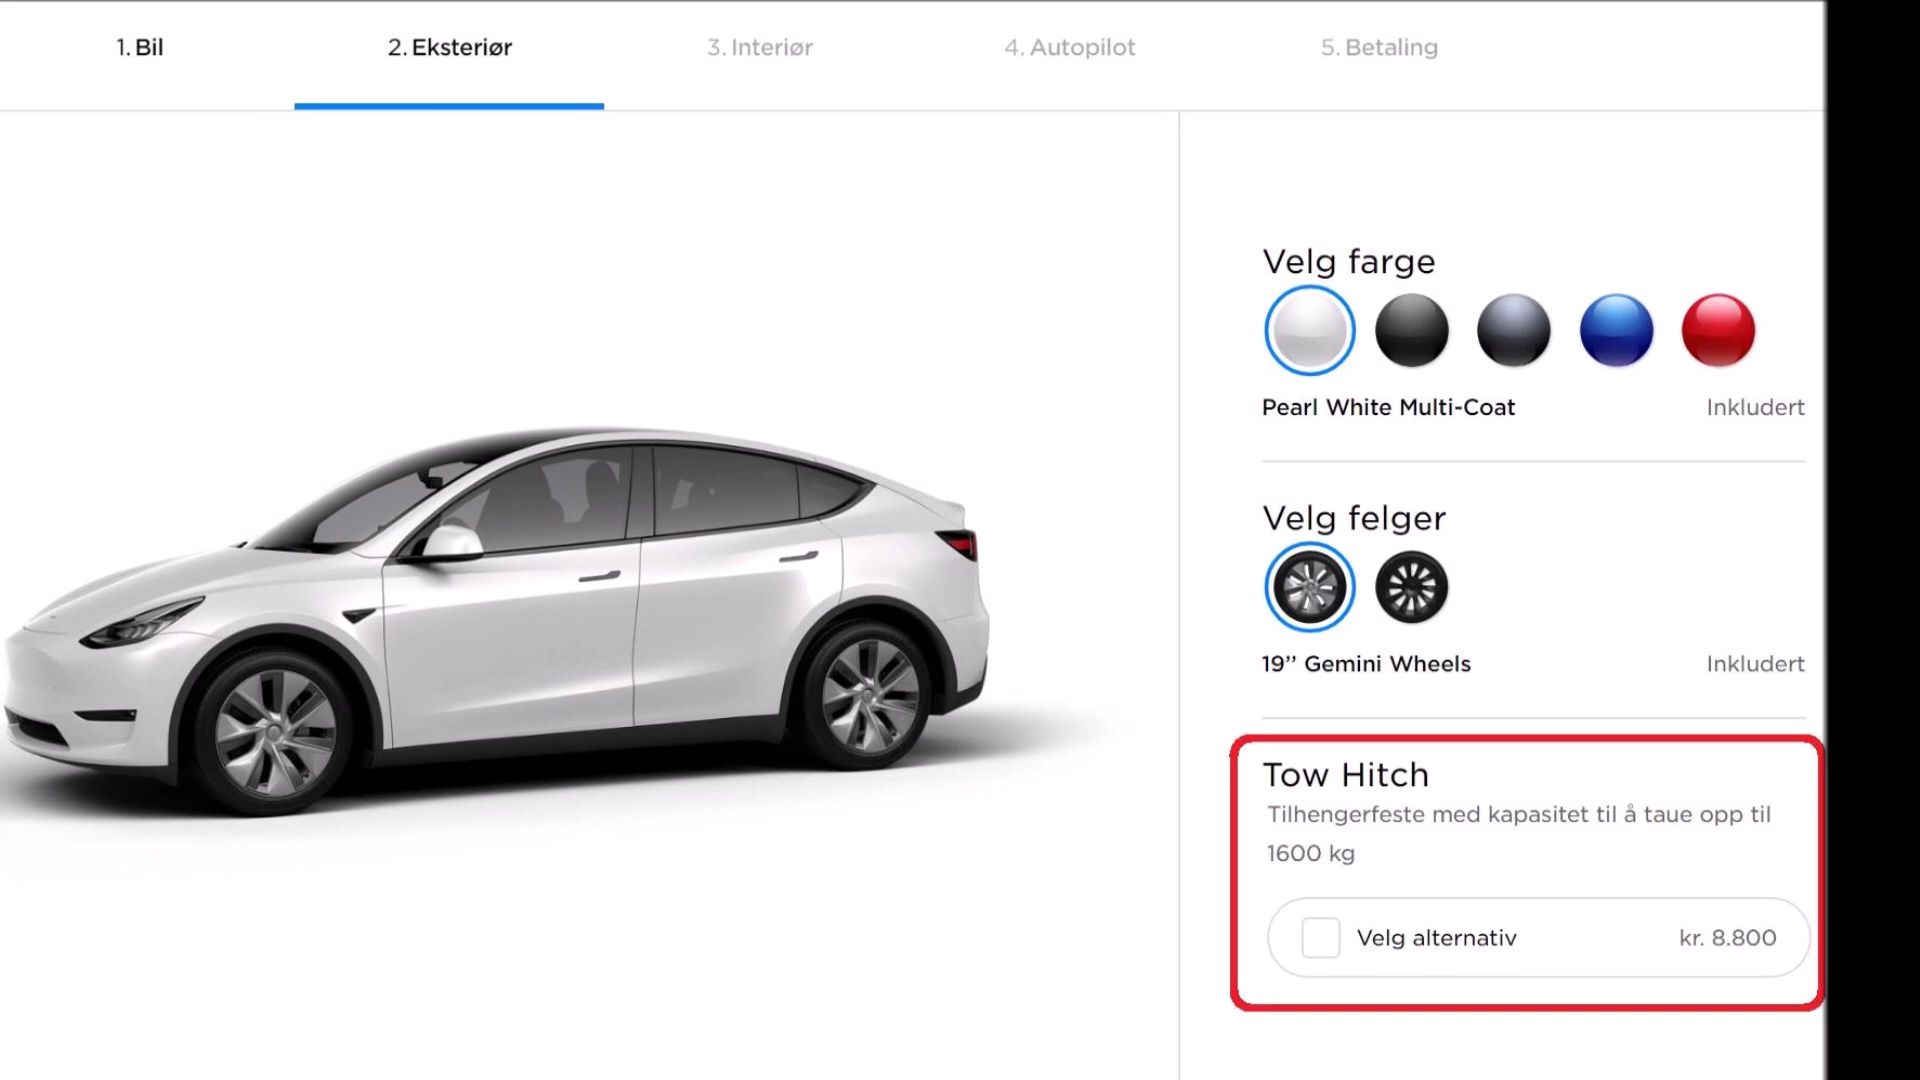 1. Bil
2. Eksteriør
3. Interiør
4. Autopilot
5. Betaling
Velg farge
Pearl White Multi-Coat
Inkludert
Velg felger
19’’ Gemini Wheels
Inkludert
Tow Hitch
Tilhengerfeste med kapasitet til å taue opp til
1600 kg
Velg alternativ
kr. 8.800